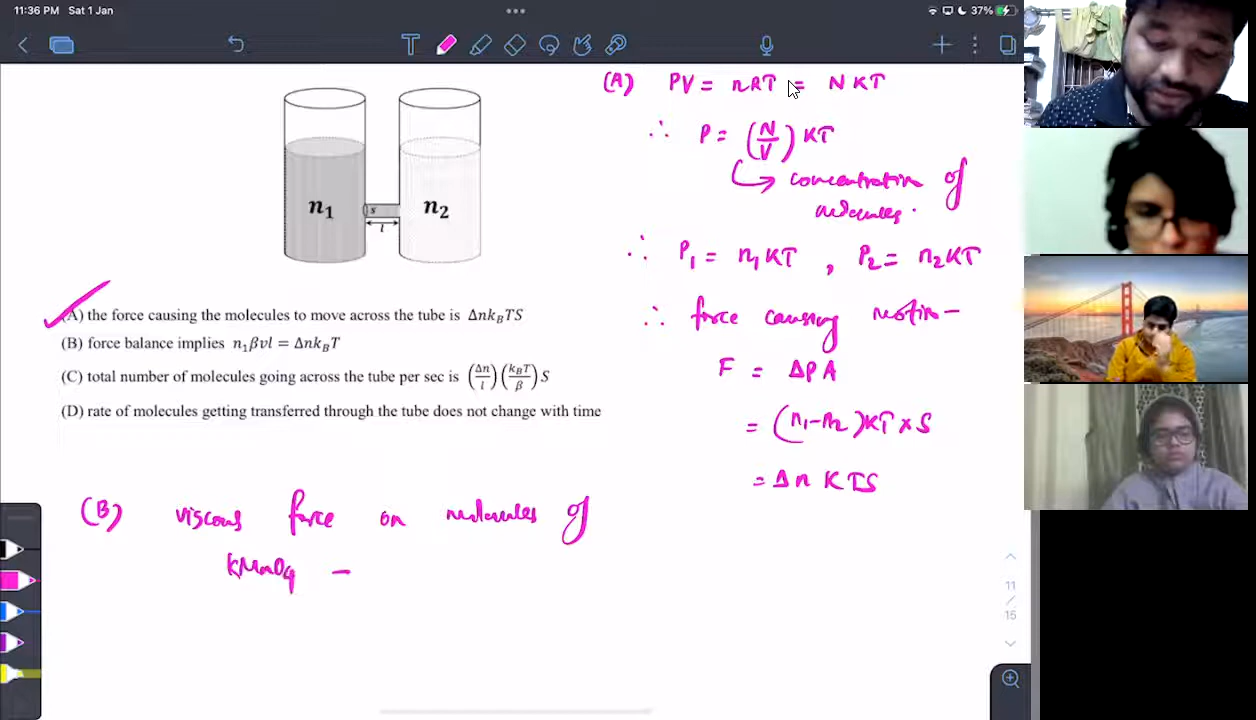 11:36 PM Sat 1 Jan
37%
n₁
s
n₂
l
(A) the force causing the molecules to move across the tube is Δnk_BTS
(B) force balance implies n₁βvl = Δnk_BT
(C) total number of molecules going across the tube per sec is (Δn/l)(k_BT/β)S
(D) rate of molecules getting transferred through the tube does not change with time
(A) PV = nRT = NKT
∴ P = (N/V) KT
↳ concentration of
molecules.
∴ P₁ = n₁KT , P₂ = n₂KT
∴ force causing motion –
F = ΔPA
= (n₁-n₂)KT × S
= Δn KTS
(B) viscous force on molecules of
KMnO₄ –
11
/
15